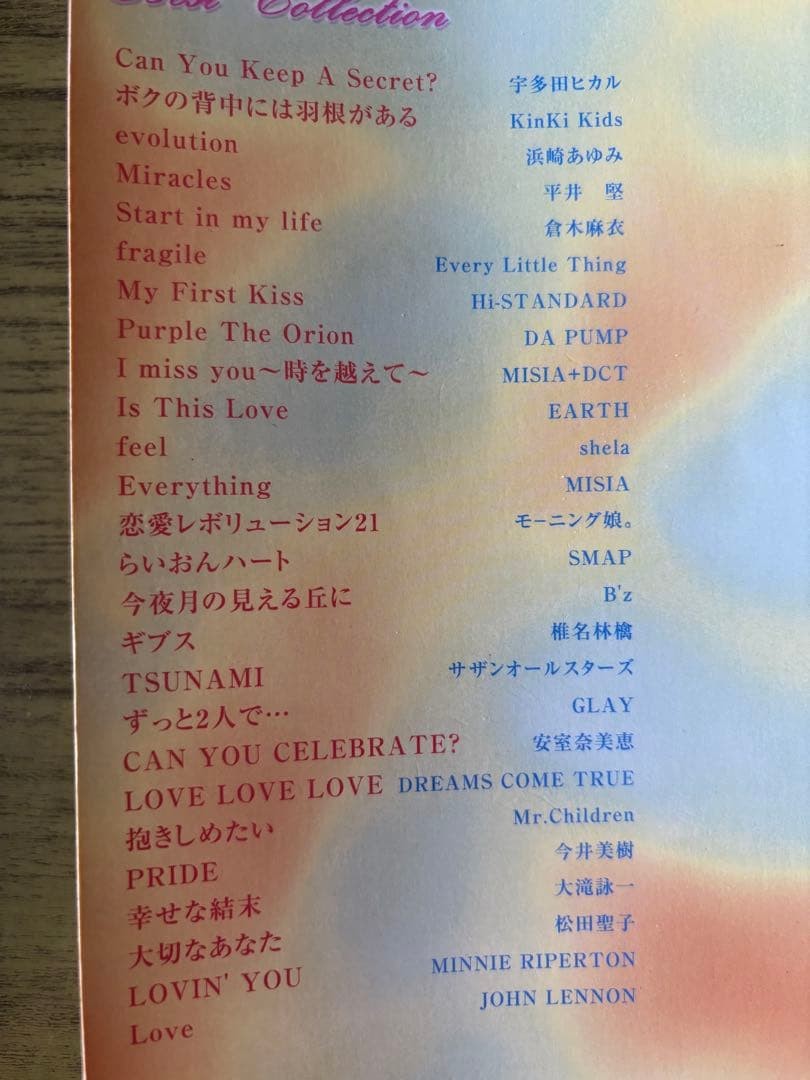 Collection
Can You Keep A Secret? 宇多田ヒカル
ボクの背中には羽根がある KinKi Kids
evolution 浜崎あゆみ
Miracles 平井 堅
Start in my life 倉木麻衣
fragile Every Little Thing
My First Kiss Hi-STANDARD
Purple The Orion DA PUMP
I miss you〜時を越えて〜 MISIA+DCT
Is This Love EARTH
feel shela
Everything MISIA
恋愛レボリューション21 モーニング娘。
らいおんハート SMAP
今夜月の見える丘に B'z
ギブス 椎名林檎
TSUNAMI サザンオールスターズ
ずっと2人で… GLAY
CAN YOU CELEBRATE? 安室奈美恵
LOVE LOVE LOVE DREAMS COME TRUE
抱きしめたい Mr.Children
PRIDE 今井美樹
幸せな結末 大滝詠一
大切なあなた 松田聖子
LOVIN' YOU MINNIE RIPERTON
Love JOHN LENNON